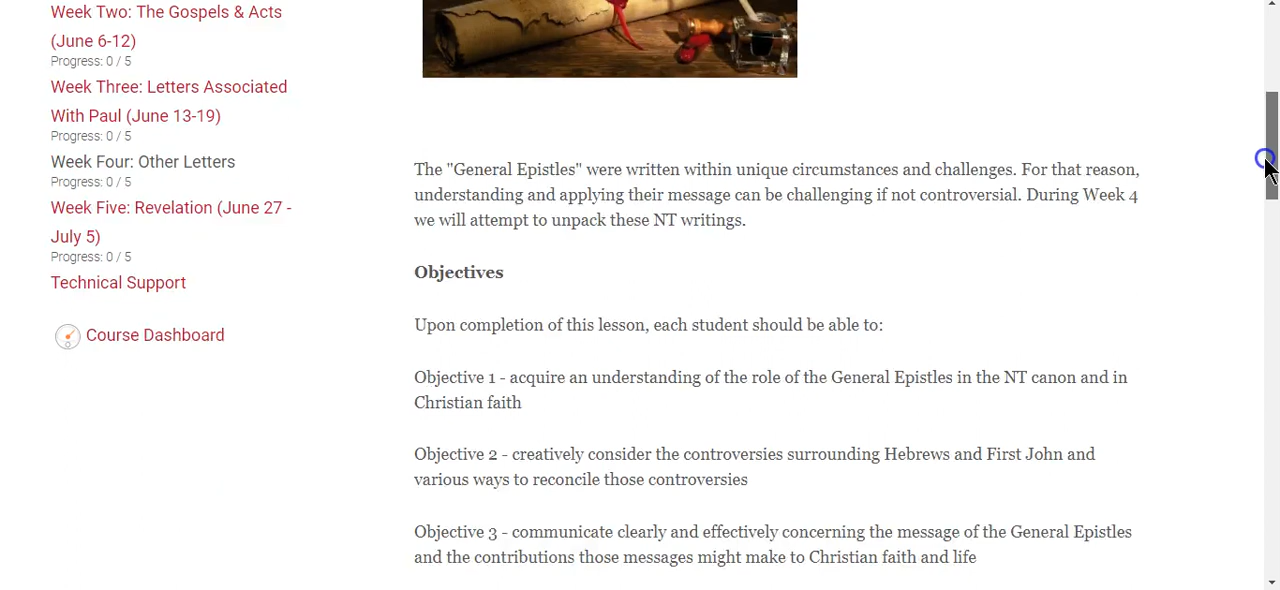 Week Two: The Gospels & Acts
(June 6-12)
Progress: 0 / 5
Week Three: Letters Associated
With Paul (June 13-19)
Progress: 0 / 5
Week Four: Other Letters
Progress: 0 / 5
Week Five: Revelation (June 27 -
July 5)
Progress: 0 / 5
Technical Support
Course Dashboard
The "General Epistles" were written within unique circumstances and challenges. For that reason,
understanding and applying their message can be challenging if not controversial. During Week 4
we will attempt to unpack these NT writings.
Objectives
Upon completion of this lesson, each student should be able to:
Objective 1 - acquire an understanding of the role of the General Epistles in the NT canon and in
Christian faith
Objective 2 - creatively consider the controversies surrounding Hebrews and First John and
various ways to reconcile those controversies
Objective 3 - communicate clearly and effectively concerning the message of the General Epistles
and the contributions those messages might make to Christian faith and life